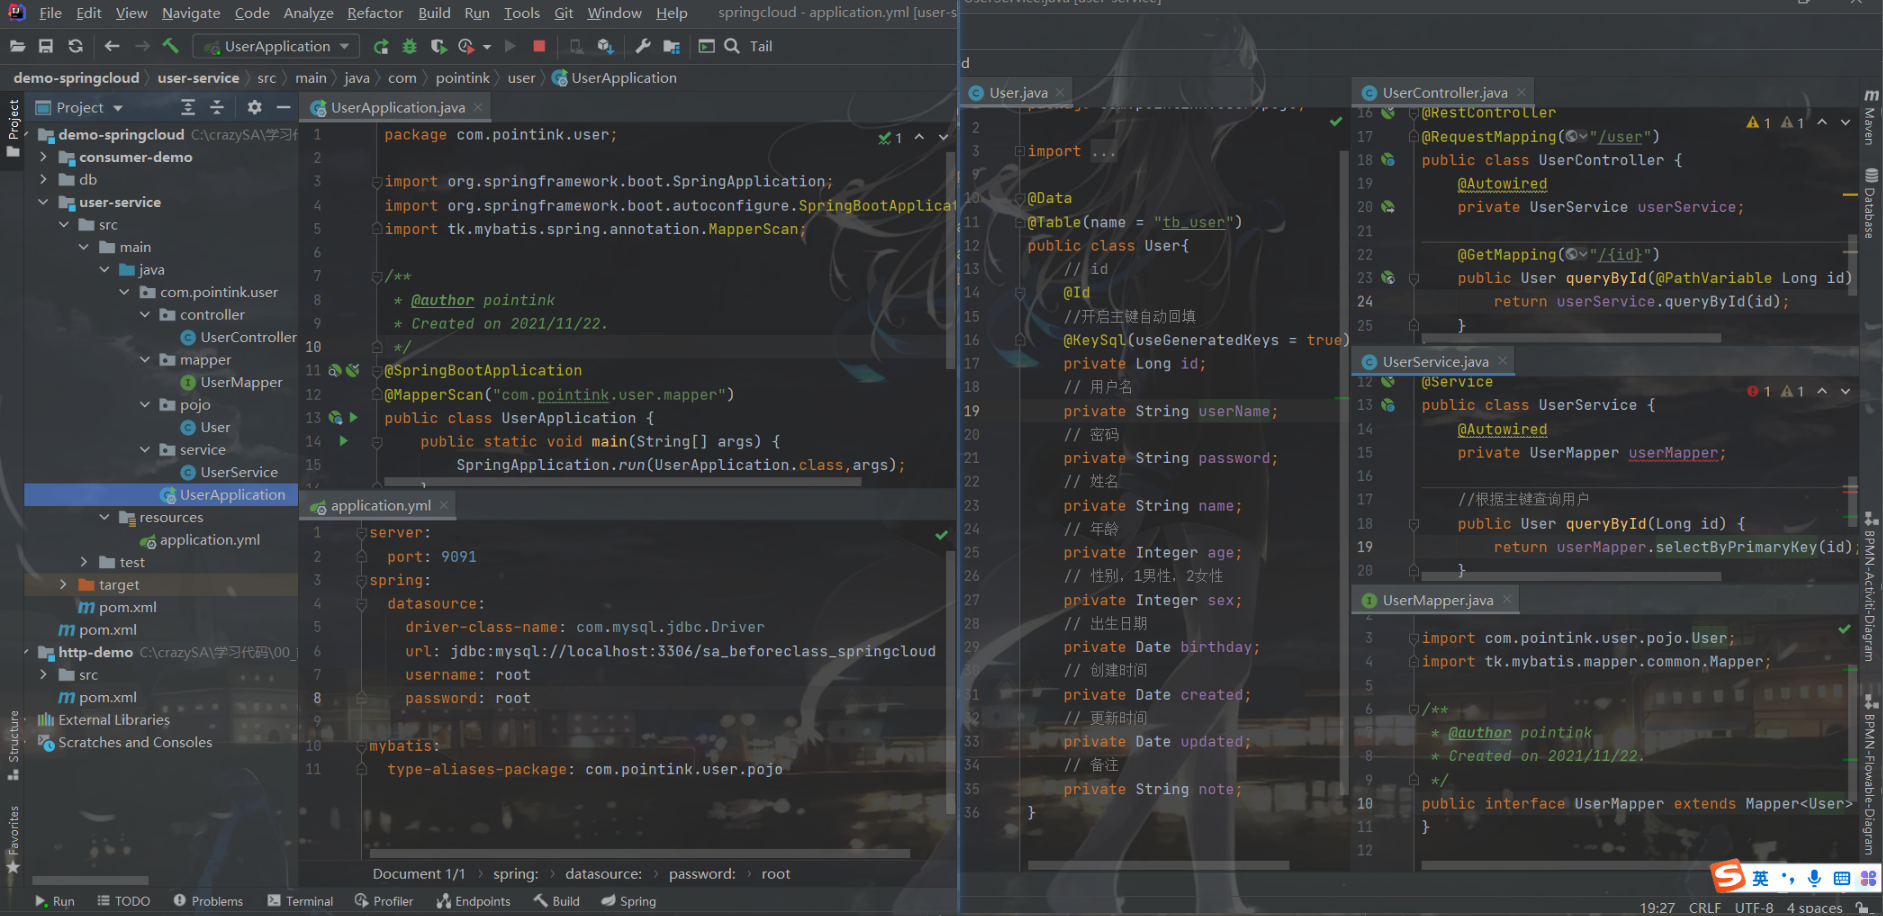 File Edit View Navigate Code Analyze Refactor Build Run Tools Git Window Help springcloud - application.yml [user-s
UserApplication Tail
demo-springcloud user-service src main java com pointink user UserApplication
Project
Project
Structure
Favorites
demo-springcloud C:\crazySA\学习
consumer-demo
db
user-service
src
main
java
com.pointink.user
controller
UserController
mapper
UserMapper
pojo
User
service
UserService
UserApplication
resources
application.yml
test
target
pom.xml
pom.xml
http-demo C:\crazySA\学习代码\00_
src
pom.xml
External Libraries
Scratches and Consoles
UserApplication.java
1
1 package com.pointink.user;
2
3 import org.springframework.boot.SpringApplication;
4 import org.springframework.boot.autoconfigure.SpringBootApplicat
5 import tk.mybatis.spring.annotation.MapperScan;
6
7 /**
8 * @author pointink
9 * Created on 2021/11/22.
10 */
11 @SpringBootApplication
12 @MapperScan("com.pointink.user.mapper")
13 public class UserApplication {
14 public static void main(String[] args) {
15 SpringApplication.run(UserApplication.class,args);
application.yml
1 server:
2 port: 9091
3 spring:
4 datasource:
5 driver-class-name: com.mysql.jdbc.Driver
6 url: jdbc:mysql://localhost:3306/sa_beforeclass_springcloud
7 username: root
8 password: root
9
10 mybatis:
11 type-aliases-package: com.pointink.user.pojo
Document 1/1 spring: datasource: password: root
Run TODO Problems Terminal Profiler Endpoints Build Spring
d
User.java
2
3 import ...
9
10 @Data
11 @Table(name = "tb_user")
12 public class User{
13 // id
14 @Id
15 //开启主键自动回填
16 @KeySql(useGeneratedKeys = true)
17 private Long id;
18 // 用户名
19 private String userName;
20 // 密码
21 private String password;
22 // 姓名
23 private String name;
24 // 年龄
25 private Integer age;
26 // 性别，1男性，2女性
27 private Integer sex;
28 // 出生日期
29 private Date birthday;
30 // 创建时间
31 private Date created;
32 // 更新时间
33 private Date updated;
34 // 备注
35 private String note;
36 }
UserController.java
1 1
16 @RestController
17 @RequestMapping("/user")
18 public class UserController {
19 @Autowired
20 private UserService userService;
21
22 @GetMapping("/{id}")
23 public User queryById(@PathVariable Long id)
24 return userService.queryById(id);
25 }
UserService.java
1 1
12 @Service
13 public class UserService {
14 @Autowired
15 private UserMapper userMapper;
16
17 //根据主键查询用户
18 public User queryById(Long id) {
19 return userMapper.selectByPrimaryKey(id);
20 }
UserMapper.java
2
3 import com.pointink.user.pojo.User;
4 import tk.mybatis.mapper.common.Mapper;
5
6 /**
7 * @author pointink
8 * Created on 2021/11/22.
9 */
10 public interface UserMapper extends Mapper<User>
11 }
12
Maven
Database
BPMN-Activiti-Diagram
BPMN-Flowable-Diagram
英
19:27 CRLF UTF-8 4 spaces